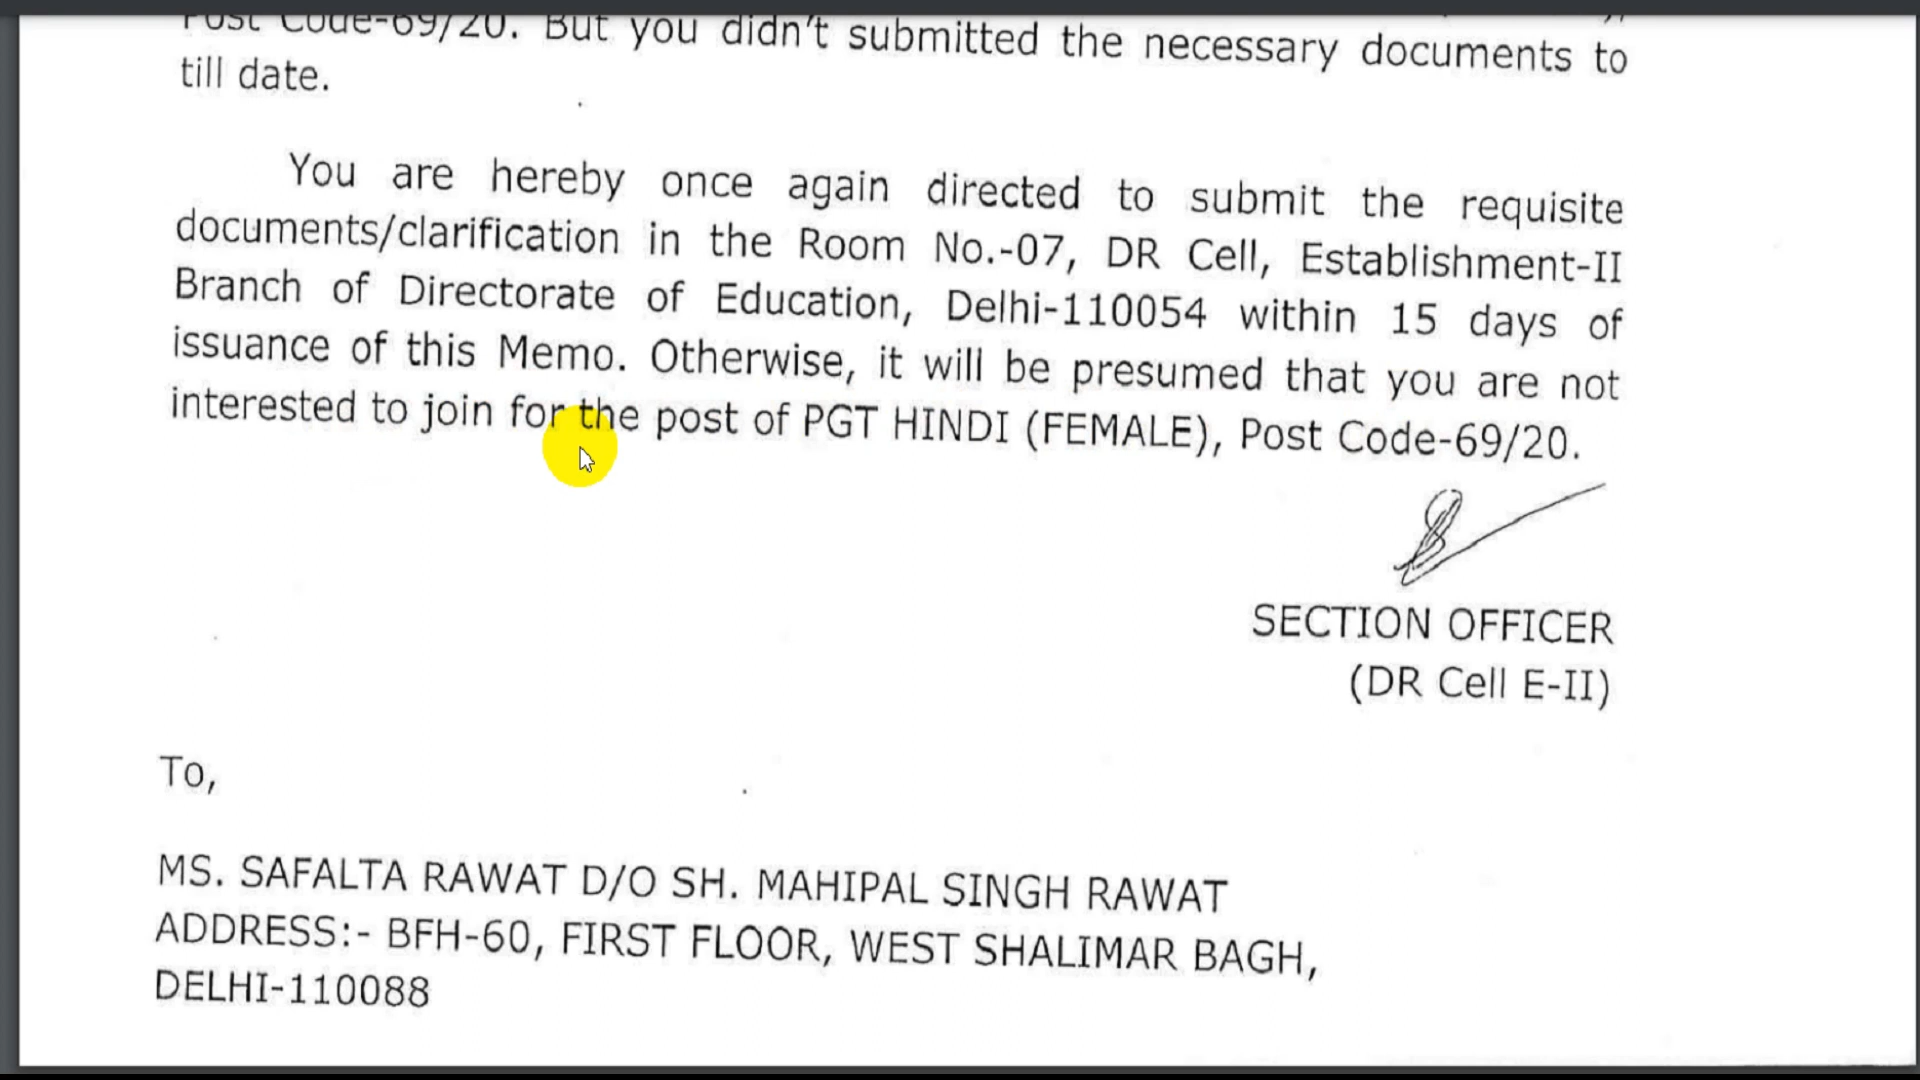 Post Code-69/20. But you didn't submitted the necessary documents to
till date.
You are hereby once again directed to submit the requisite
documents/clarification in the Room No.-07, DR Cell, Establishment-II
Branch of Directorate of Education, Delhi-110054 within 15 days of
issuance of this Memo. Otherwise, it will be presumed that you are not
interested to join for the post of PGT HINDI (FEMALE), Post Code-69/20.
SECTION OFFICER
(DR Cell E-II)
To,
MS. SAFALTA RAWAT D/O SH. MAHIPAL SINGH RAWAT
ADDRESS:- BFH-60, FIRST FLOOR, WEST SHALIMAR BAGH,
DELHI-110088